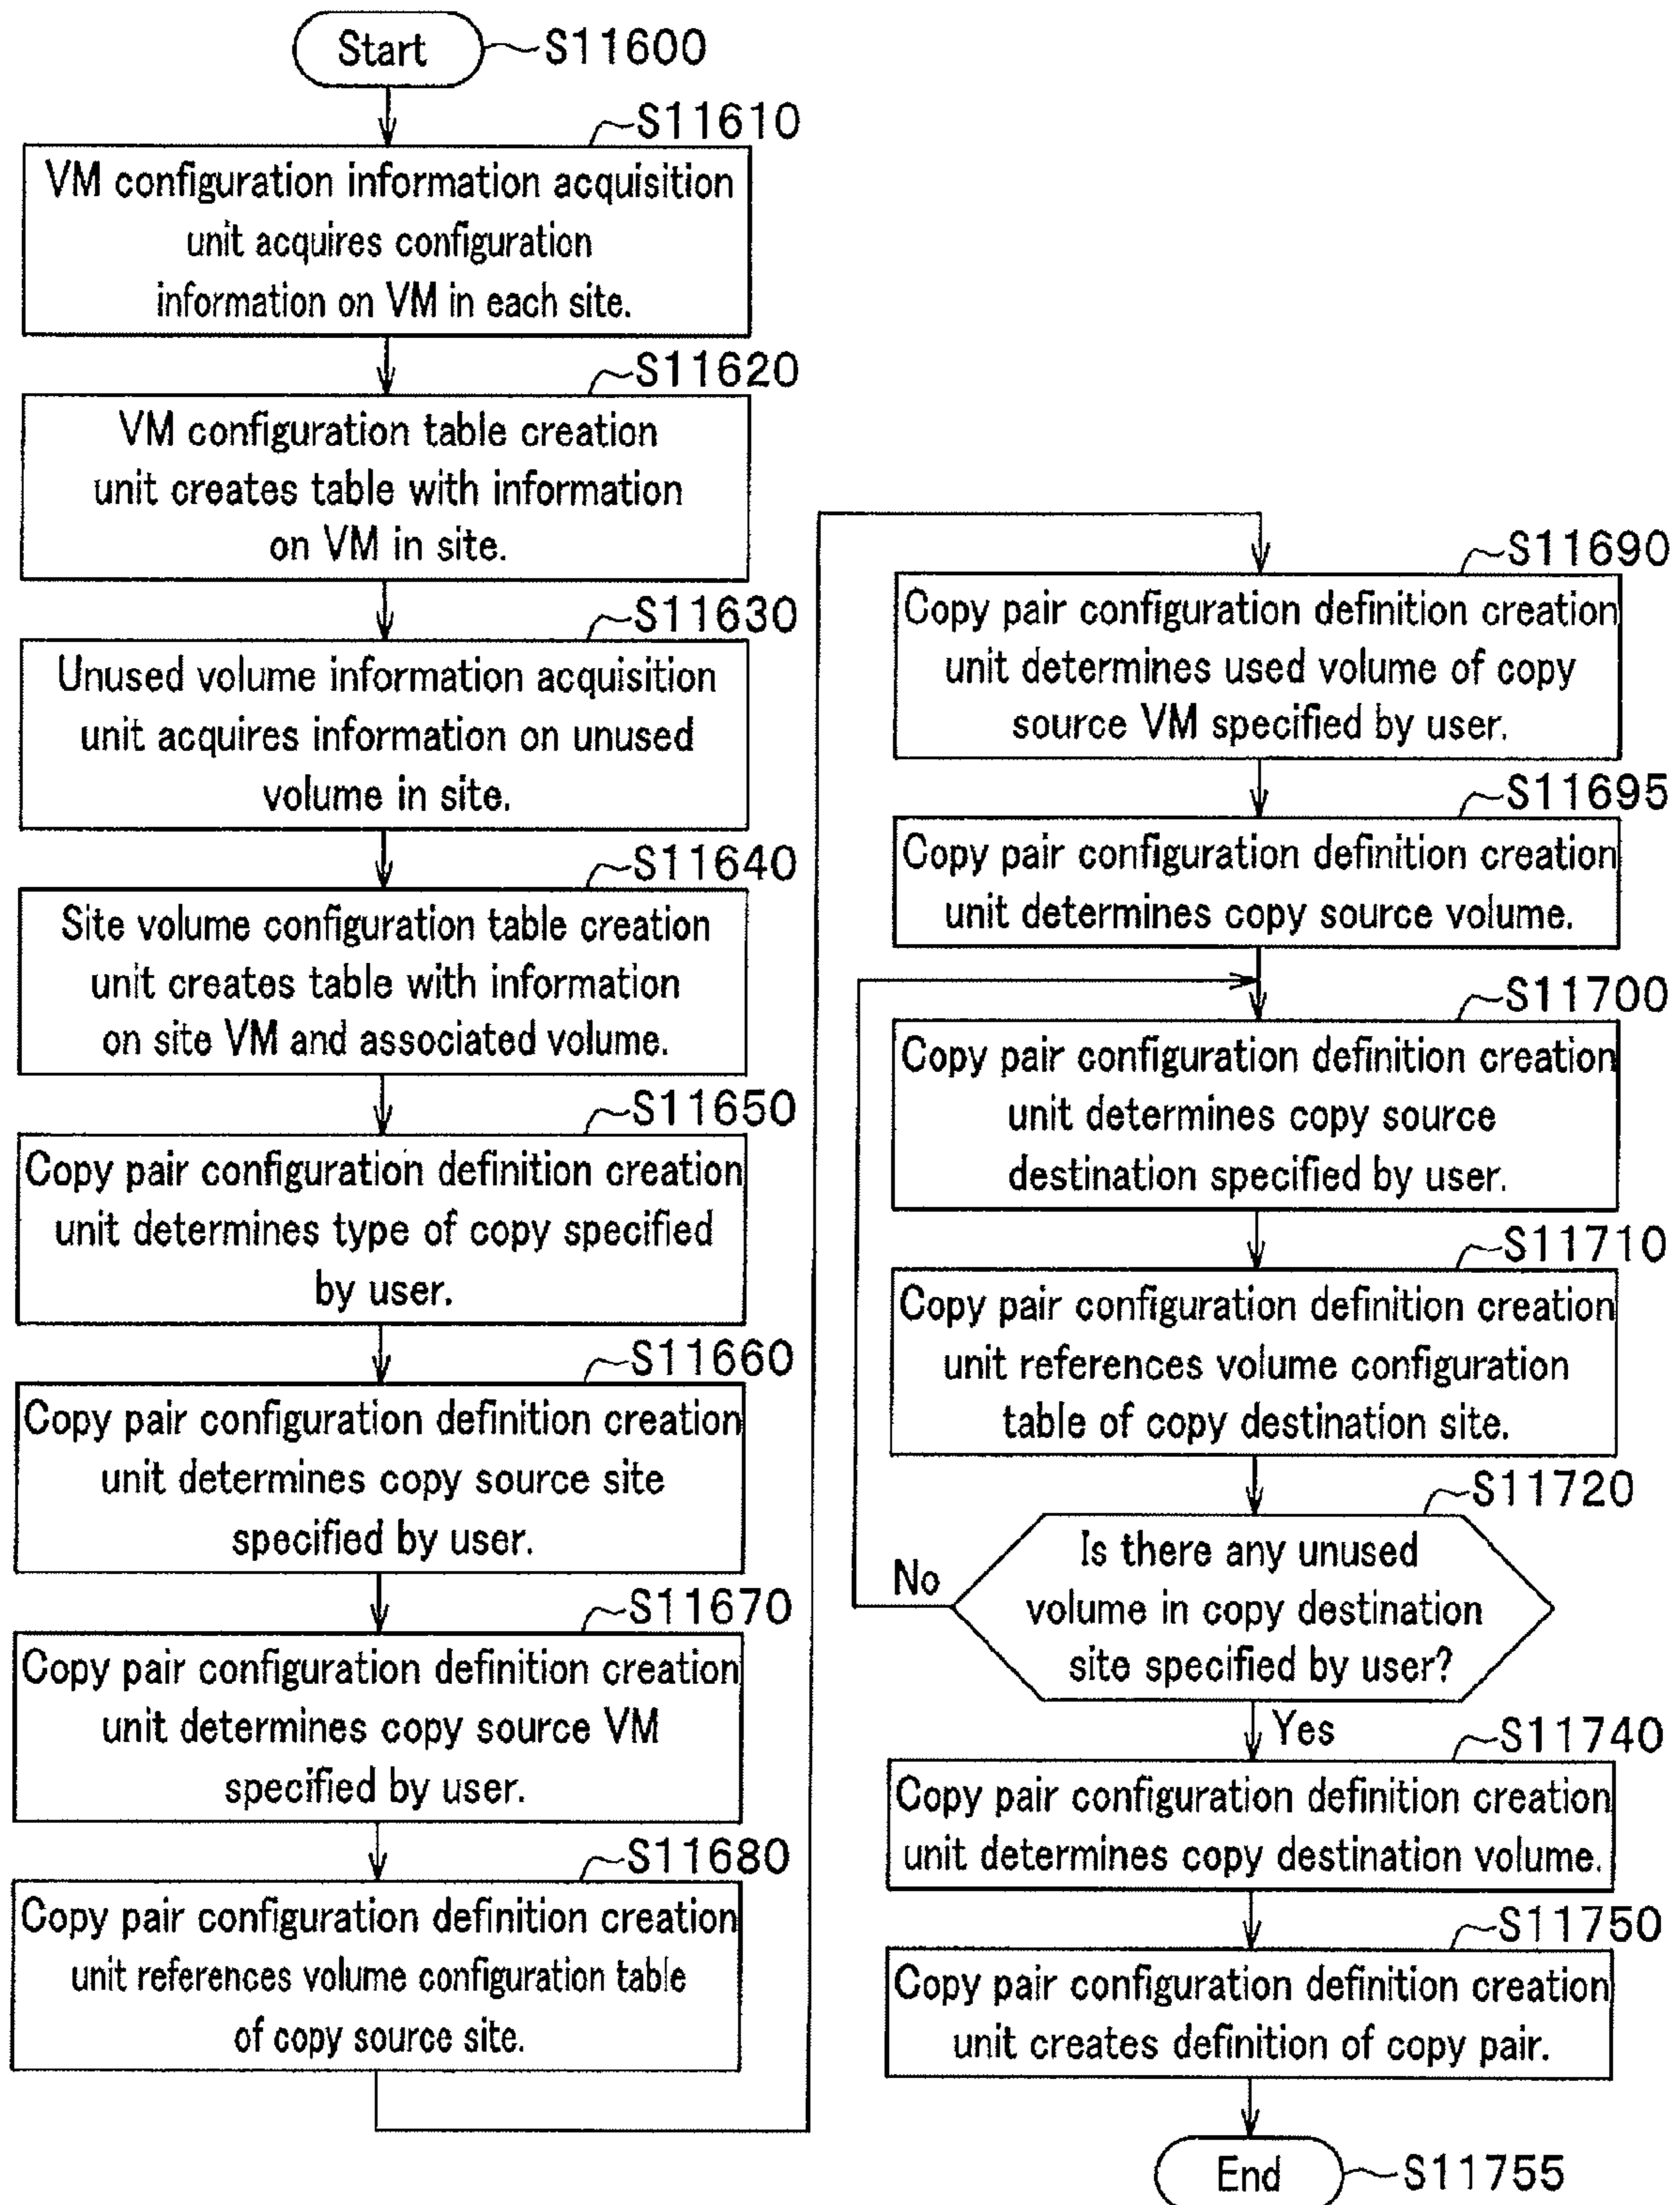 Start
S11600
S11610
VM configuration information acquisition
unit acquires configuration
information on VM in each site.
S11620
VM configuration table creation
unit creates table with information
on VM in site.
S11630
Unused volume information acquisition
unit acquires information on unused
volume in site.
S11640
Site volume configuration table creation
unit creates table with information
on site VM and associated volume.
S11650
Copy pair configuration definition creation
unit determines type of copy specified
by user.
S11660
Copy pair configuration definition creation
unit determines copy source site
specified by user.
S11670
Copy pair configuration definition creation
unit determines copy source VM
specified by user.
S11680
Copy pair configuration definition creation
unit references volume configuration table
of copy source site.
S11690
Copy pair configuration definition creation
unit determines used volume of copy
source VM specified by user.
S11695
Copy pair configuration definition creation
unit determines copy source volume.
S11700
Copy pair configuration definition creation
unit determines copy source
destination specified by user.
S11710
Copy pair configuration definition creation
unit references volume configuration
table of copy destination site.
S11720
Is there any unused
volume in copy destination
site specified by user?
No
Yes
S11740
Copy pair configuration definition creation
unit determines copy destination volume.
S11750
Copy pair configuration definition creation
unit creates definition of copy pair.
End
S11755